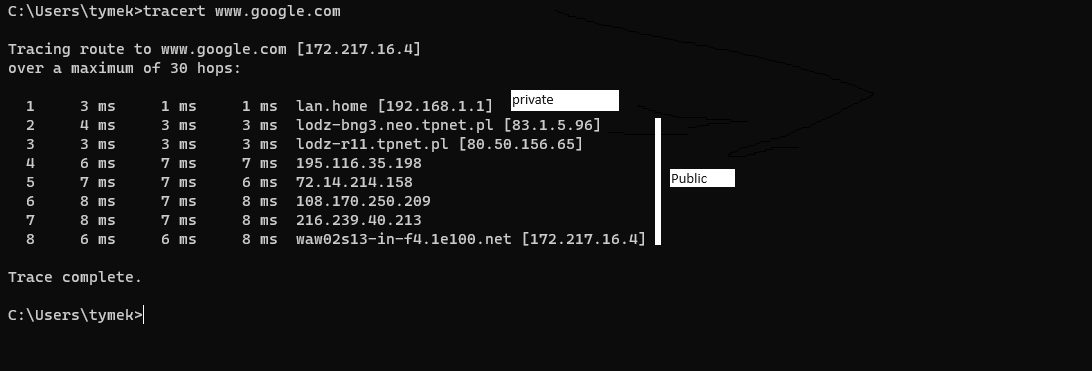 C:\Users\tymek>tracert www.google.com
Tracing route to www.google.com [172.217.16.4]
over a maximum of 30 hops:
1 3 ms 1 ms 1 ms lan.home [192.168.1.1] private
2 4 ms 3 ms 3 ms lodz-bng3.neo.tpnet.pl [83.1.5.96]
3 3 ms 3 ms 3 ms lodz-r11.tpnet.pl [80.50.156.65]
4 6 ms 7 ms 7 ms 195.116.35.198
5 7 ms 7 ms 6 ms 72.14.214.158 Public
6 8 ms 7 ms 8 ms 108.170.250.209
7 8 ms 7 ms 8 ms 216.239.40.213
8 6 ms 6 ms 8 ms waw02s13-in-f4.1e100.net [172.217.16.4]
Trace complete.
C:\Users\tymek>